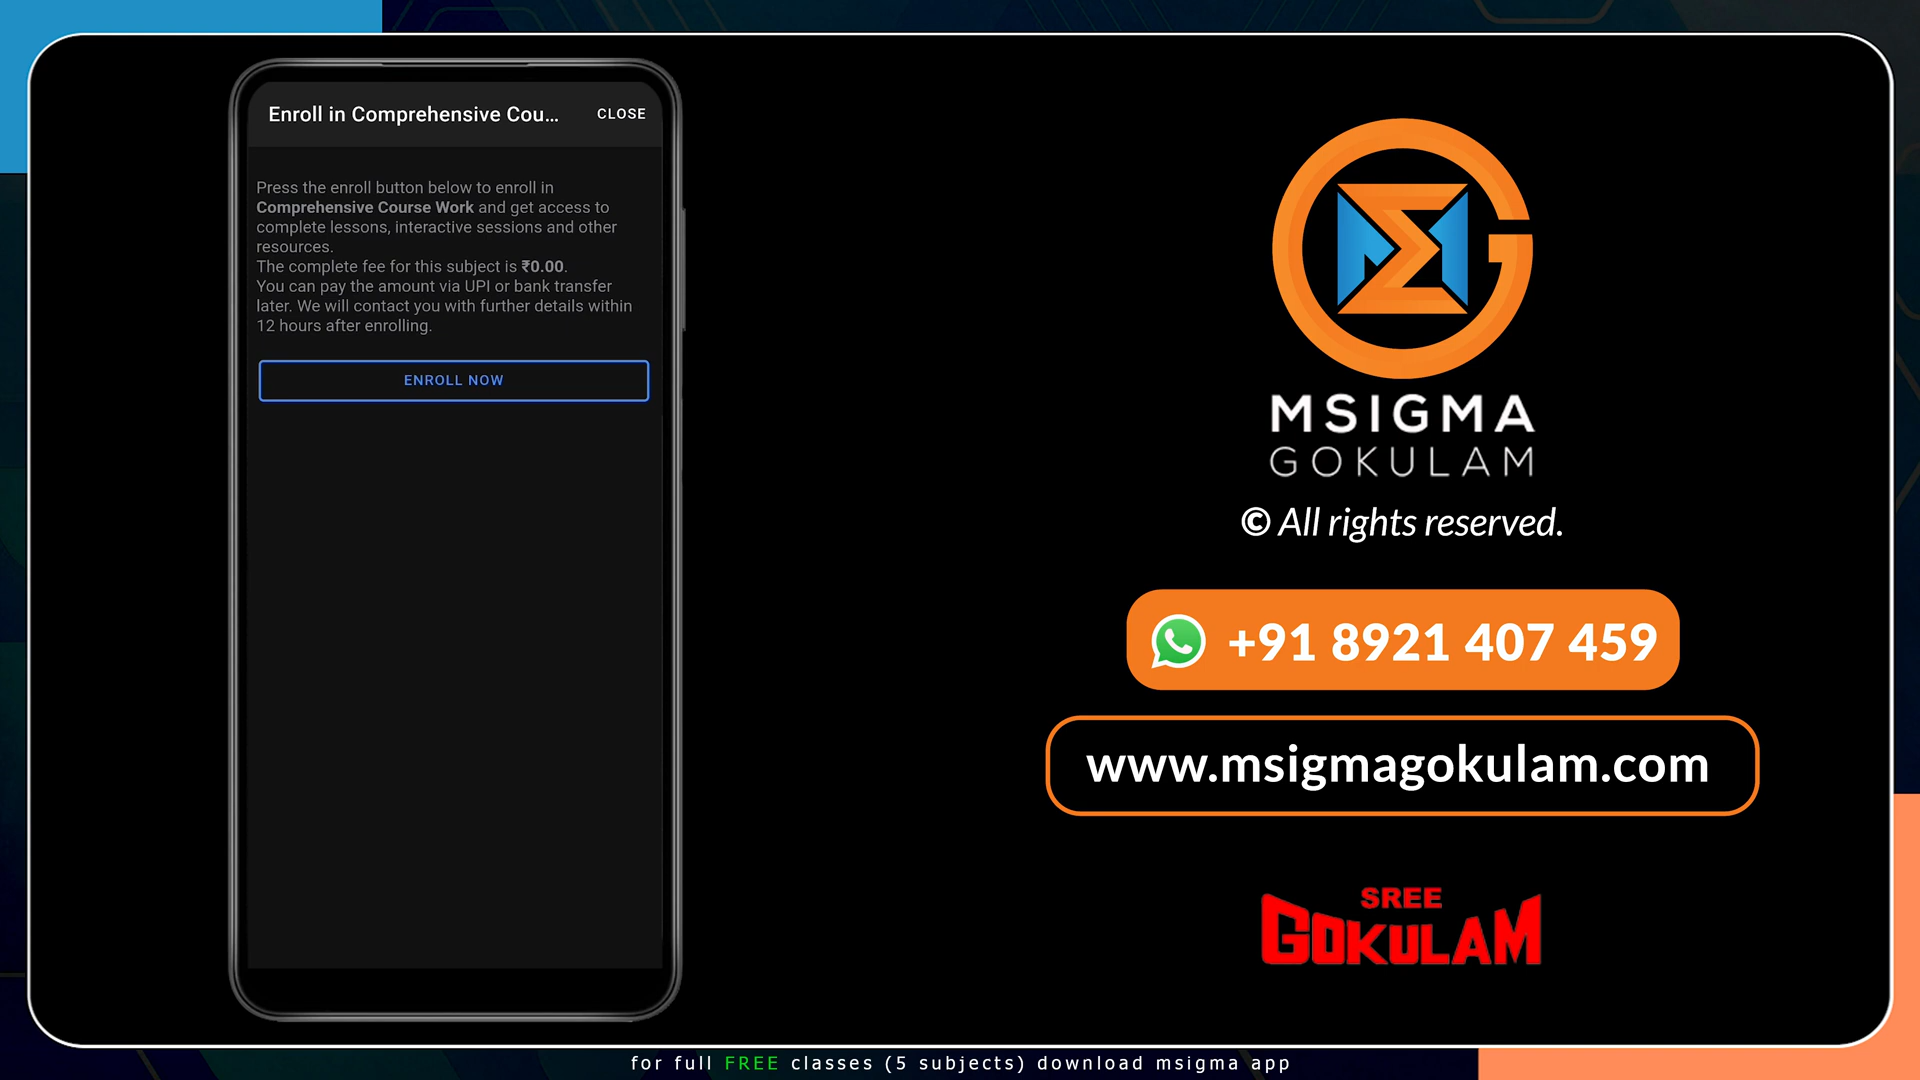 Enroll in Comprehensive Cou...
CLOSE
Press the enroll button below to enroll in
Comprehensive Course Work and get access to
complete lessons, interactive sessions and other
resources.
The complete fee for this subject is ₹0.00.
You can pay the amount via UPI or bank transfer
later. We will contact you with further details within
12 hours after enrolling.
ENROLL NOW
MSIGMA
GOKULAM
© All rights reserved.
+91 8921 407 459
www.msigmagokulam.com
SREE
GOKULAM
for full FREE classes (5 subjects) download msigma app